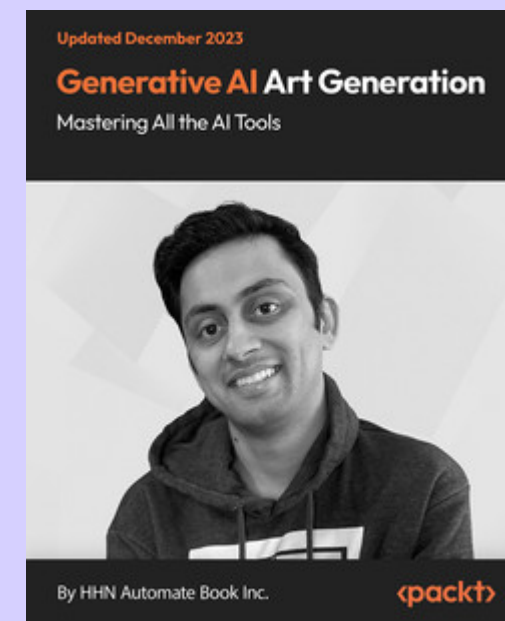 Updated December 2023
Generative AI Art Generation
Mastering All the AI Tools
By HHN Automate Book Inc.
<packt>